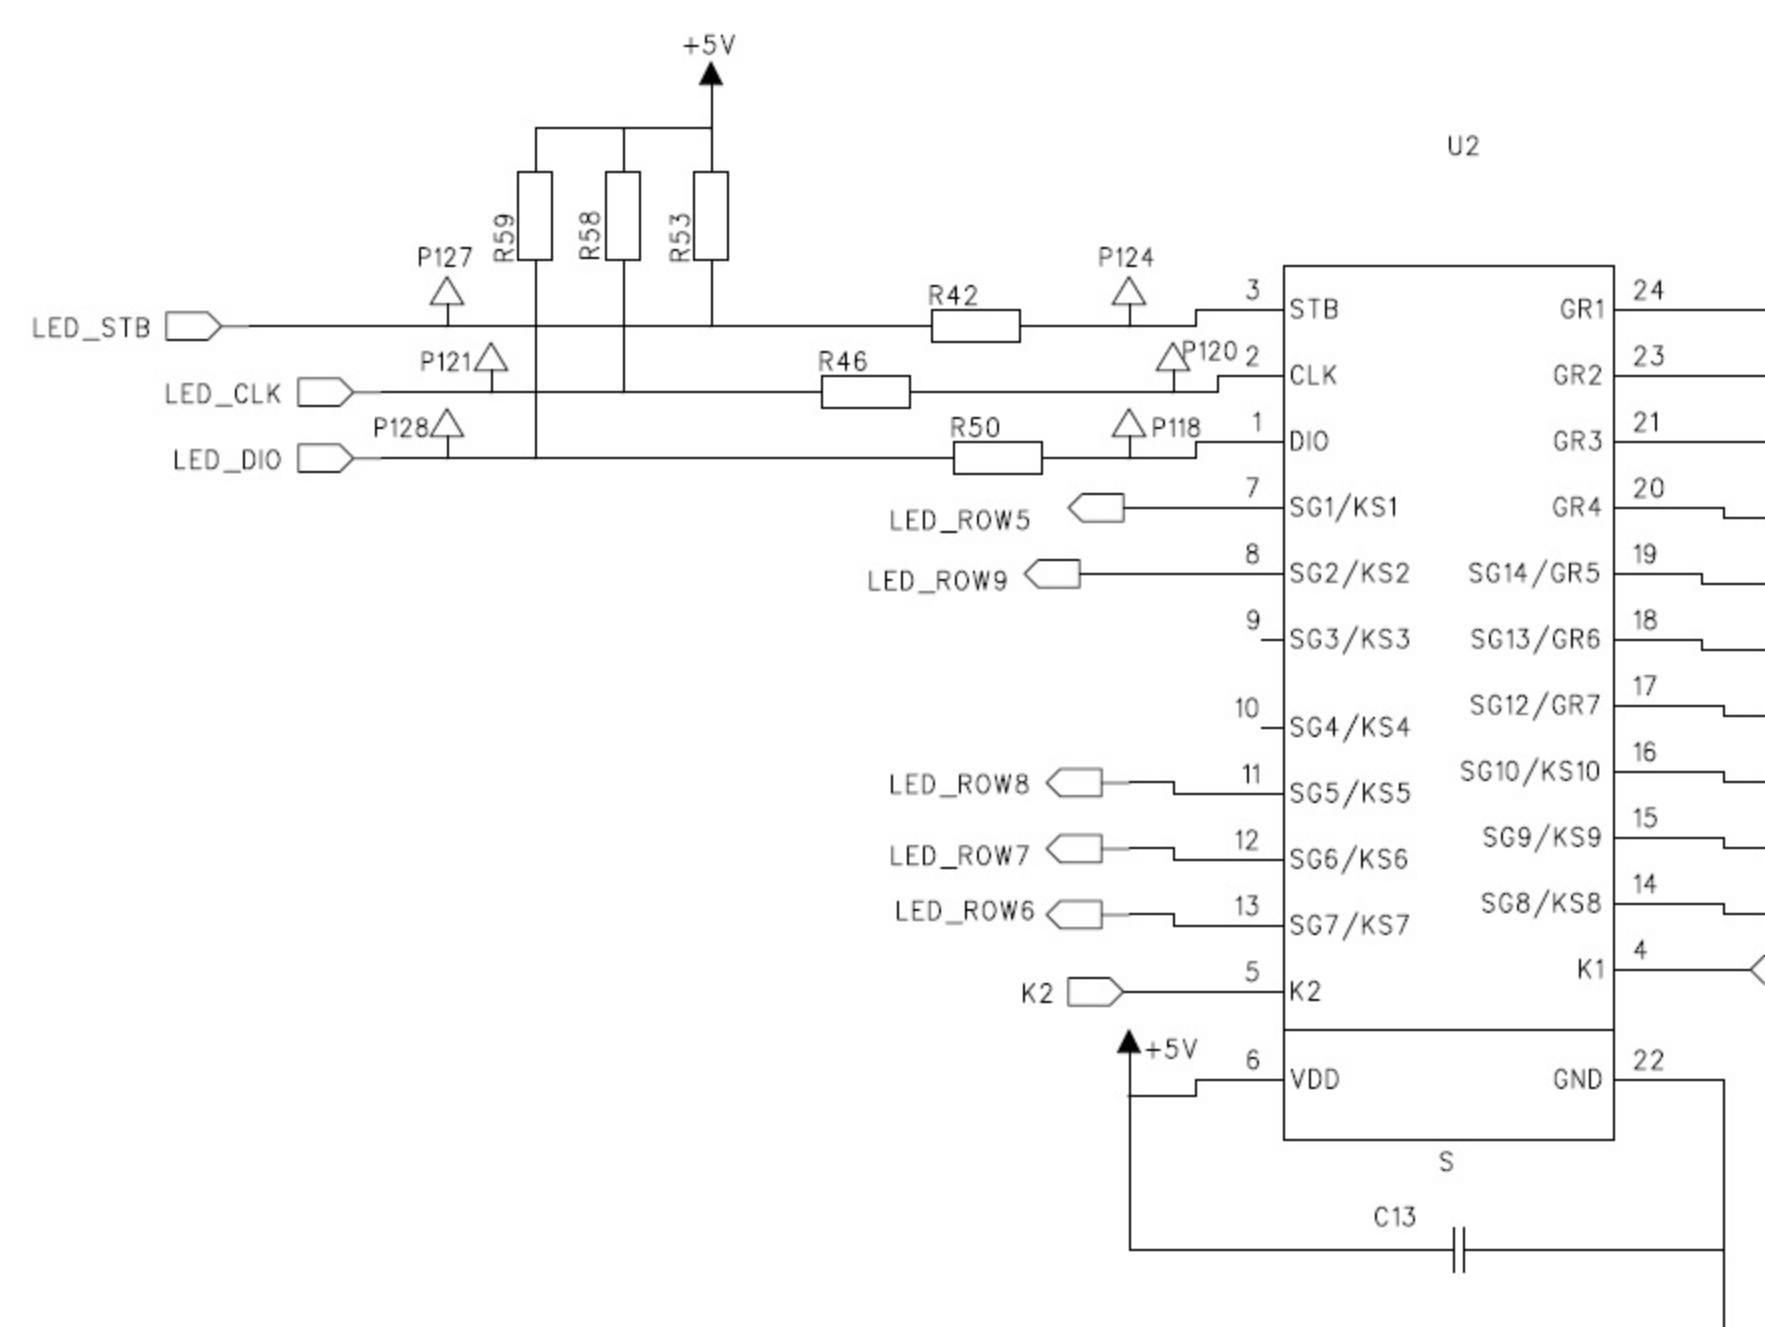 +5V
U2
R59
R58
R53
P127
P124
R42
3
STB
GR1
24
LED_STB
P121
R46
P120
2
CLK
GR2
23
LED_CLK
P128
R50
P118
1
DIO
GR3
21
LED_DIO
7
SG1/KS1
GR4
20
LED_ROW5
8
SG2/KS2
SG14/GR5
19
LED_ROW9
9
SG3/KS3
SG13/GR6
18
10
SG4/KS4
SG12/GR7
17
LED_ROW8
11
SG5/KS5
SG10/KS10
16
LED_ROW7
12
SG6/KS6
SG9/KS9
15
LED_ROW6
13
SG7/KS7
SG8/KS8
14
K2
5
K2
K1
4
+5V
6
VDD
GND
22
S
C13